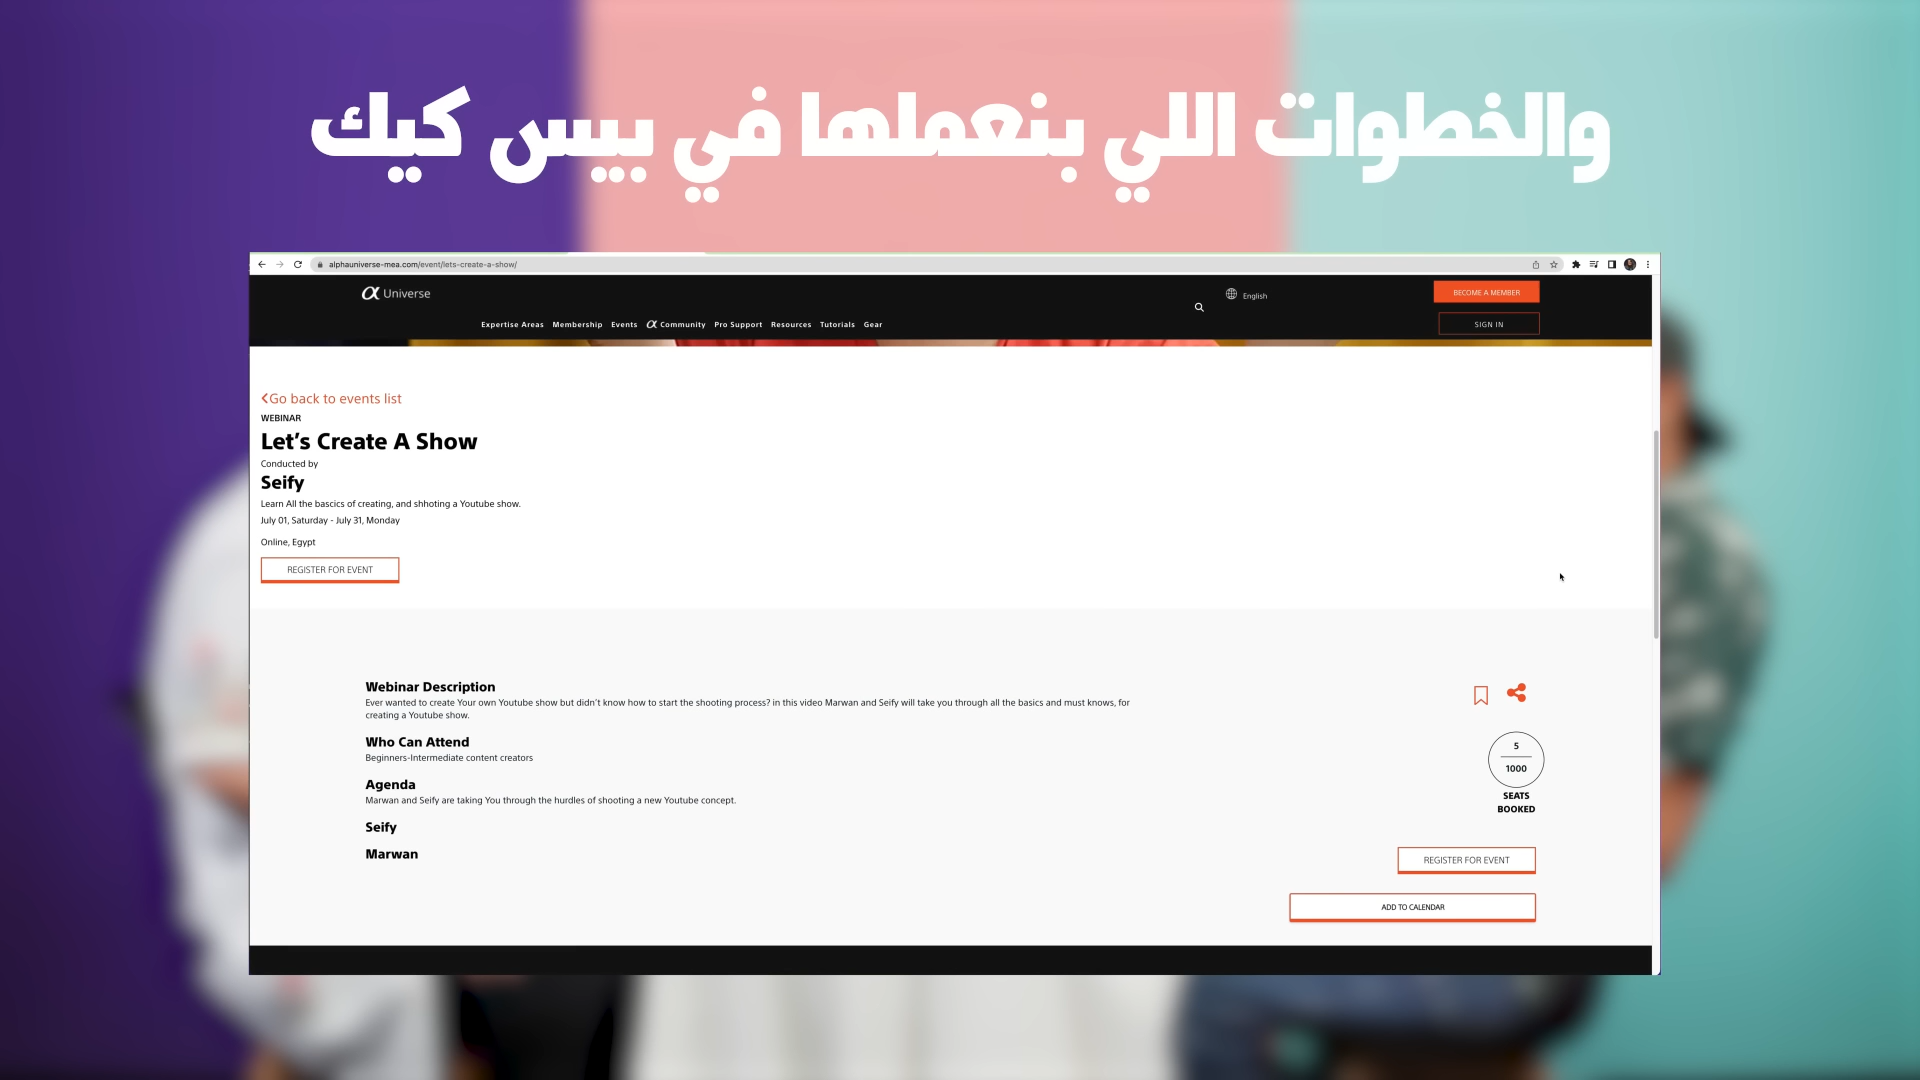 والخطوات اللي بنعملها في بيس كيك
alphauniverse-mea.com/event/lets-create-a-show/
α Universe
English
BECOME A MEMBER
Expertise Areas Membership Events α Community Pro Support Resources Tutorials Gear
SIGN IN
Go back to events list
WEBINAR
Let's Create A Show
Conducted by
Seify
Learn All the bascics of creating, and shhoting a Youtube show.
July 01, Saturday - July 31, Monday
Online, Egypt
REGISTER FOR EVENT
Webinar Description
Ever wanted to create Your own Youtube show but didn't know how to start the shooting process? in this video Marwan and Seify will take you through all the basics and must knows, for
creating a Youtube show.
Who Can Attend
Beginners-Intermediate content creators
Agenda
Marwan and Seify are taking You through the hurdles of shooting a new Youtube concept.
Seify
Marwan
5
1000
SEATS
BOOKED
REGISTER FOR EVENT
ADD TO CALENDAR